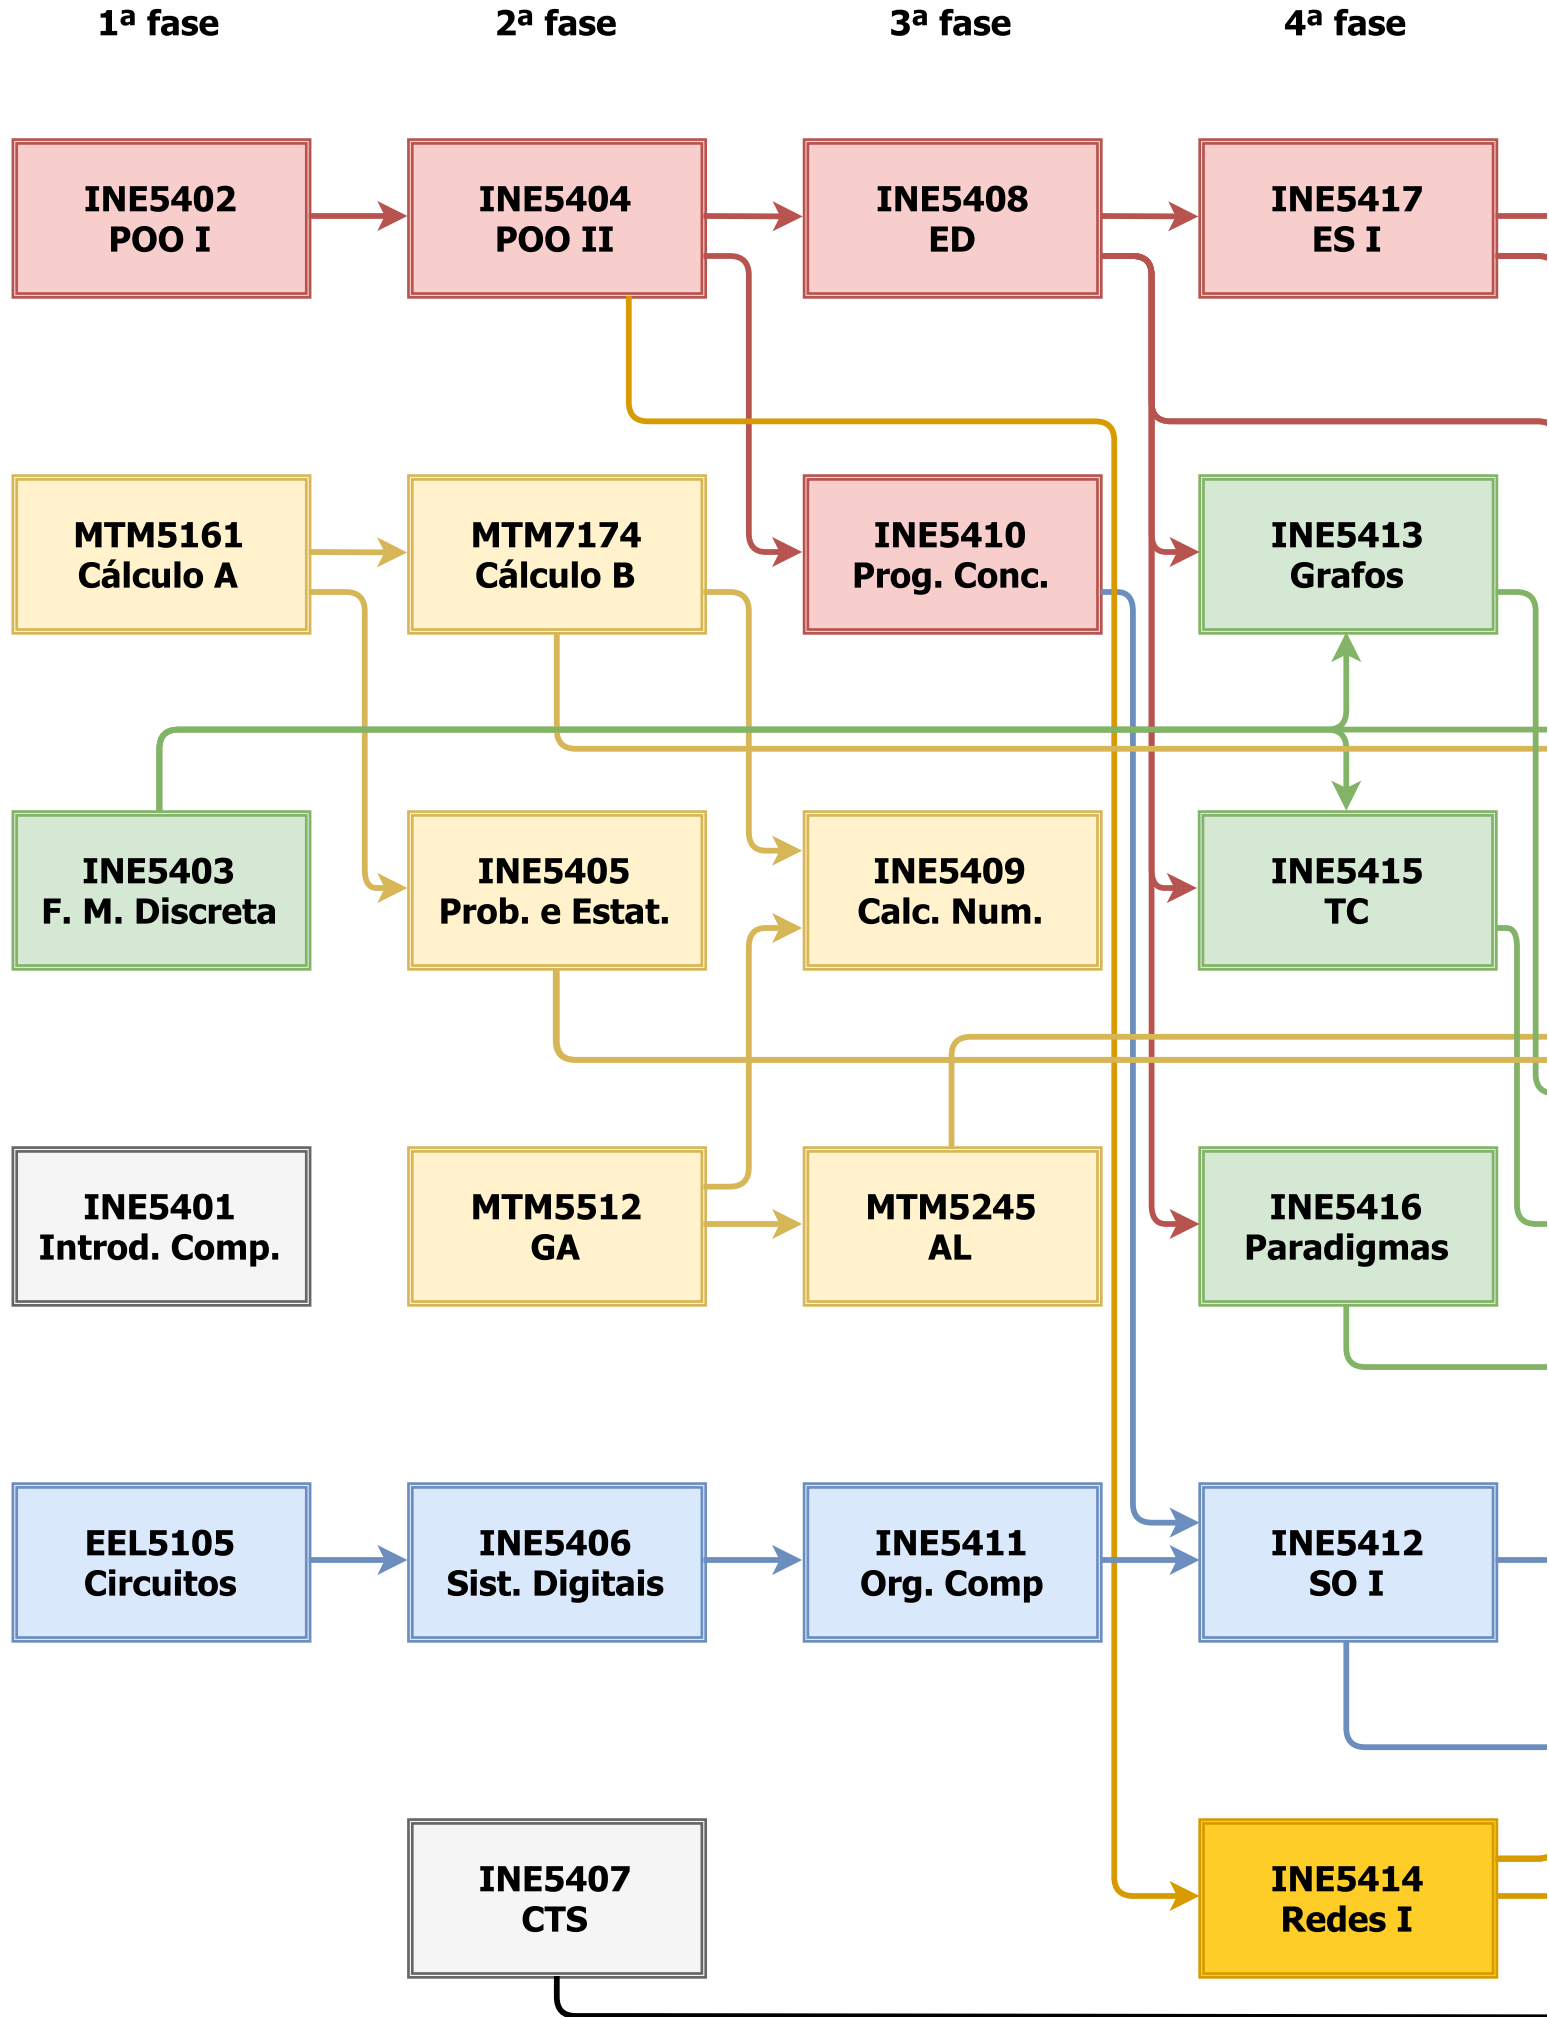 1ª fase
2ª fase
3ª fase
4ª fase
INE5402
POO I
INE5404
POO II
INE5408
ED
INE5417
ES I
MTM5161
Cálculo A
MTM7174
Cálculo B
INE5410
Prog. Conc.
INE5413
Grafos
INE5403
F. M. Discreta
INE5405
Prob. e Estat.
INE5409
Calc. Num.
INE5415
TC
INE5401
Introd. Comp.
MTM5512
GA
MTM5245
AL
INE5416
Paradigmas
EEL5105
Circuitos
INE5406
Sist. Digitais
INE5411
Org. Comp
INE5412
SO I
INE5407
CTS
INE5414
Redes I